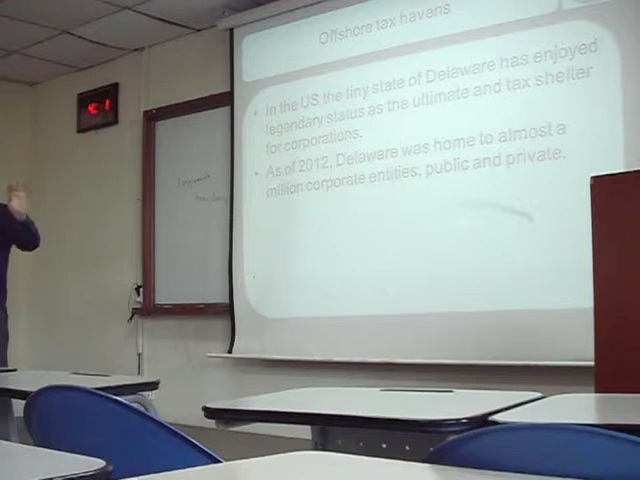 Offshore tax havens
In the US the tiny state of Delaware has enjoyed
legendary status as the ultimate and tax shelter
for corporations.
As of 2012, Delaware was home to almost a
million corporate entities, public and private.